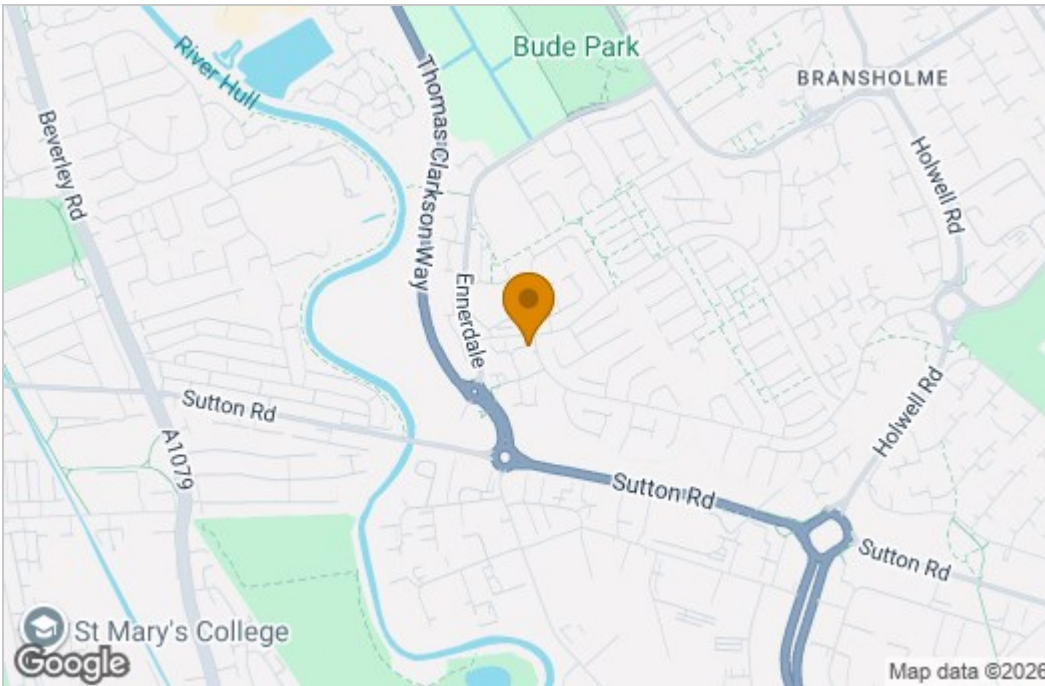 Bude Park
BRANSHOLME
River Hull
Thomas Clarkson Way
Beverley Rd
Holwell Rd
Ennerdale
Sutton Rd
Holwell Rd
A1079
Sutton Rd
Sutton Rd
St Mary's College
Google
Map data ©2026